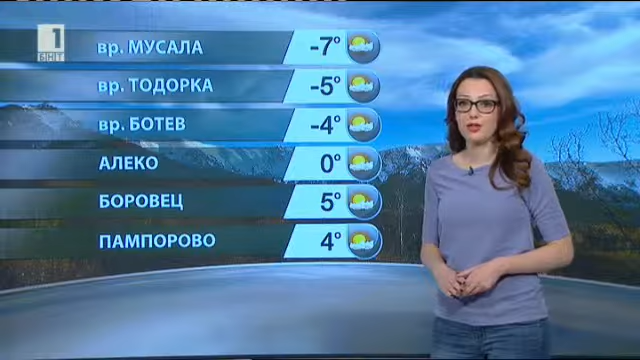 1
БНТ
вр. МУСАЛА -7°
вр. ТОДОРКА -5°
вр. БОТЕВ -4°
АЛЕКО 0°
БОРОВЕЦ 5°
ПАМПОРОВО 4°